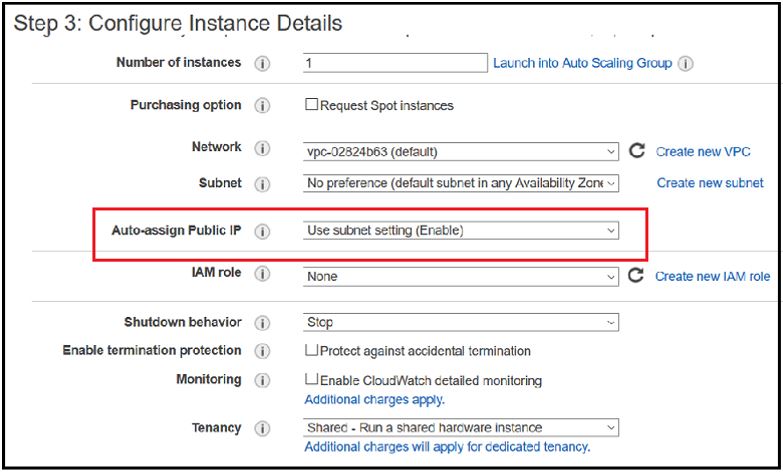 Step 3: Configure Instance Details
Number of instances 1 Launch into Auto Scaling Group
Purchasing option Request Spot instances
Network vpc-02824b63 (default) Create new VPC
Subnet No preference (default subnet in any Availability Zone Create new subnet
Auto-assign Public IP Use subnet setting (Enable)
IAM role None Create new IAM role
Shutdown behavior Stop
Enable termination protection Protect against accidental termination
Monitoring Enable CloudWatch detailed monitoring
Additional charges apply.
Tenancy Shared - Run a shared hardware instance
Additional charges will apply for dedicated tenancy.